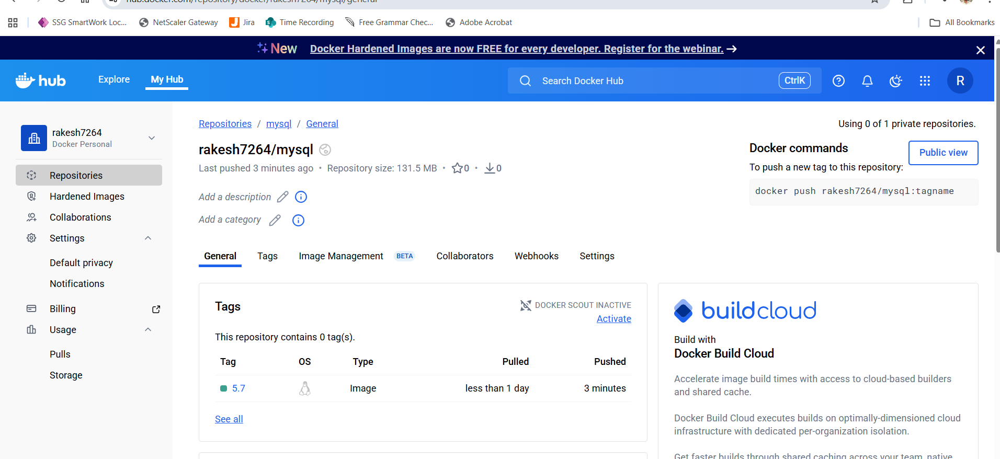 hub.docker.com/repository/docker/rakesh7264/mysql/general
SSG SmartWork Loc...
NetScaler Gateway
Jira
Time Recording
Free Grammar Chec...
Adobe Acrobat
All Bookmarks
New
Docker Hardened Images are now FREE for every developer. Register for the webinar. →
hub
Explore
My Hub
Search Docker Hub
CtrlK
R
rakesh7264
Docker Personal
Repositories
Hardened Images
Collaborations
Settings
Default privacy
Notifications
Billing
Usage
Pulls
Storage
Repositories / mysql / General
Using 0 of 1 private repositories.
rakesh7264/mysql
Last pushed 3 minutes ago • Repository size: 131.5 MB • 0 • 0
Add a description
Add a category
Docker commands
Public view
To push a new tag to this repository:
docker push rakesh7264/mysql:tagname
General
Tags
Image Management BETA
Collaborators
Webhooks
Settings
Tags
DOCKER SCOUT INACTIVE
Activate
This repository contains 0 tag(s).
Tag OS Type Pulled Pushed
5.7 Image less than 1 day 3 minutes
See all
buildcloud
Build with
Docker Build Cloud
Accelerate image build times with access to cloud-based builders
and shared cache.
Docker Build Cloud executes builds on optimally-dimensioned cloud
infrastructure with dedicated per-organization isolation.
Get faster builds through shared caching across your team, native